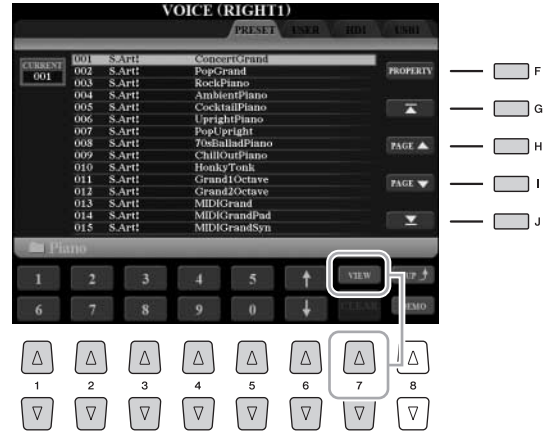 VOICE (RIGHT1)
PRESET USER HDI USB1
CURRENT
001
001 S.Art! ConcertGrand
002 S.Art! PopGrand
003 S.Art! RockPiano
004 S.Art! AmbientPiano
005 S.Art! CocktailPiano
006 S.Art! UprightPiano
007 S.Art! PopUpright
008 S.Art! 70sBalladPiano
009 S.Art! ChillOutPiano
010 S.Art! HonkyTonk
011 S.Art! Grand1Octave
012 S.Art! Grand2Octave
013 S.Art! MIDIGrand
014 S.Art! MIDIGrandPad
015 S.Art! MIDIGrandSyn
PROPERTY F
G
PAGE H
PAGE I
J
Piano
1 2 3 4 5 VIEW UP
6 7 8 9 0 CLEAR DEMO
1 2 3 4 5 6 7 8